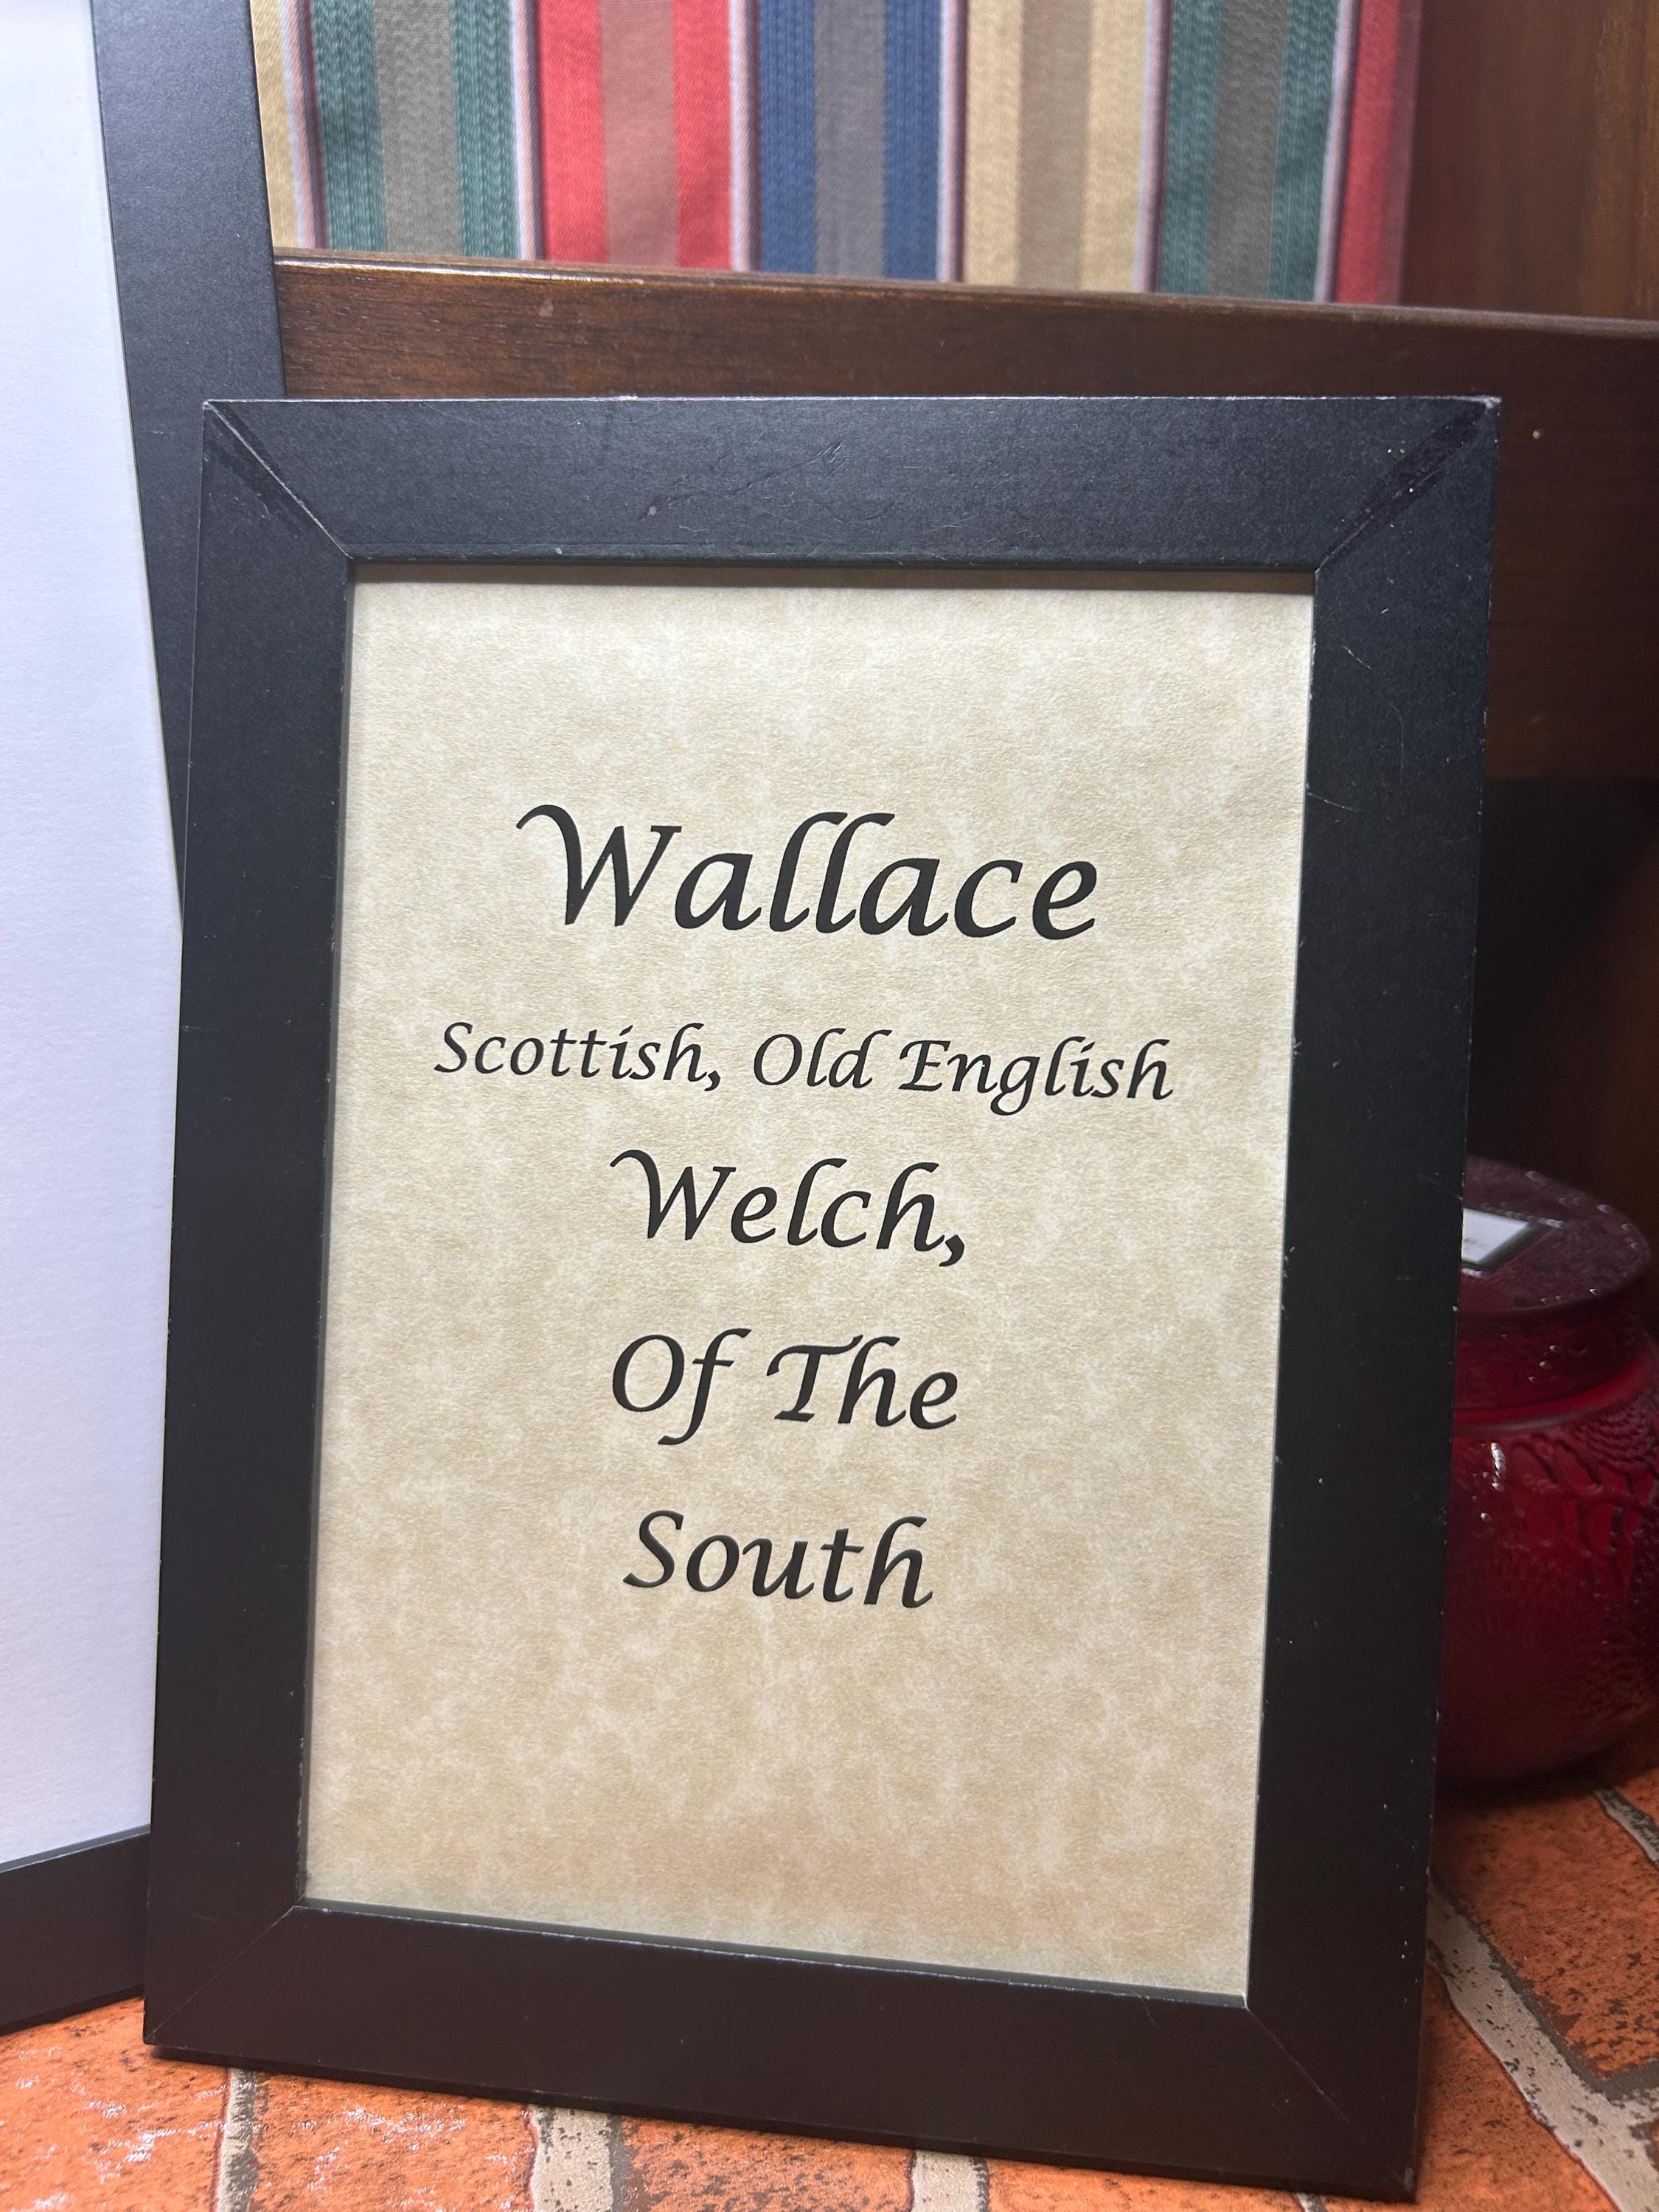 Wallace
Scottish, Old English
Welch,
Of The
South